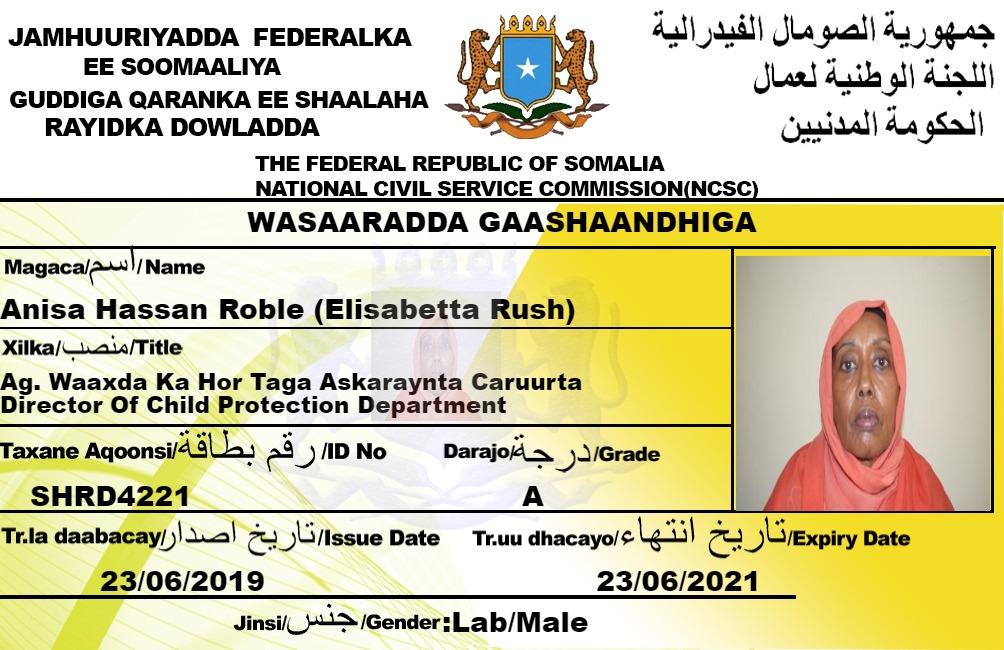 JAMHUURIYADDA FEDERALKA
EE SOOMAALIYA
GUDDIGA QARANKA EE SHAALAHA
RAYIDKA DOWLADDA
جمهورية الصومال الفيدرالية
اللجنة الوطنية لعمال
الحكومة المدنيين
THE FEDERAL REPUBLIC OF SOMALIA
NATIONAL CIVIL SERVICE COMMISSION(NCSC)
WASAARADDA GAASHAANDHIGA
Magaca/اسم/Name
Anisa Hassan Roble (Elisabetta Rush)
Xilka/منصب/Title
Ag. Waaxda Ka Hor Taga Askaraynta Caruurta
Director Of Child Protection Department
Taxane Aqoonsi/رقم بطاقة/ID No Darajo/درجة/Grade
SHRD4221 A
Tr.la daabacay/تاريخ اصدار/Issue Date Tr.uu dhacayo/تاريخ انتهاء/Expiry Date
23/06/2019 23/06/2021
Jinsi/جنس/Gender:Lab/Male